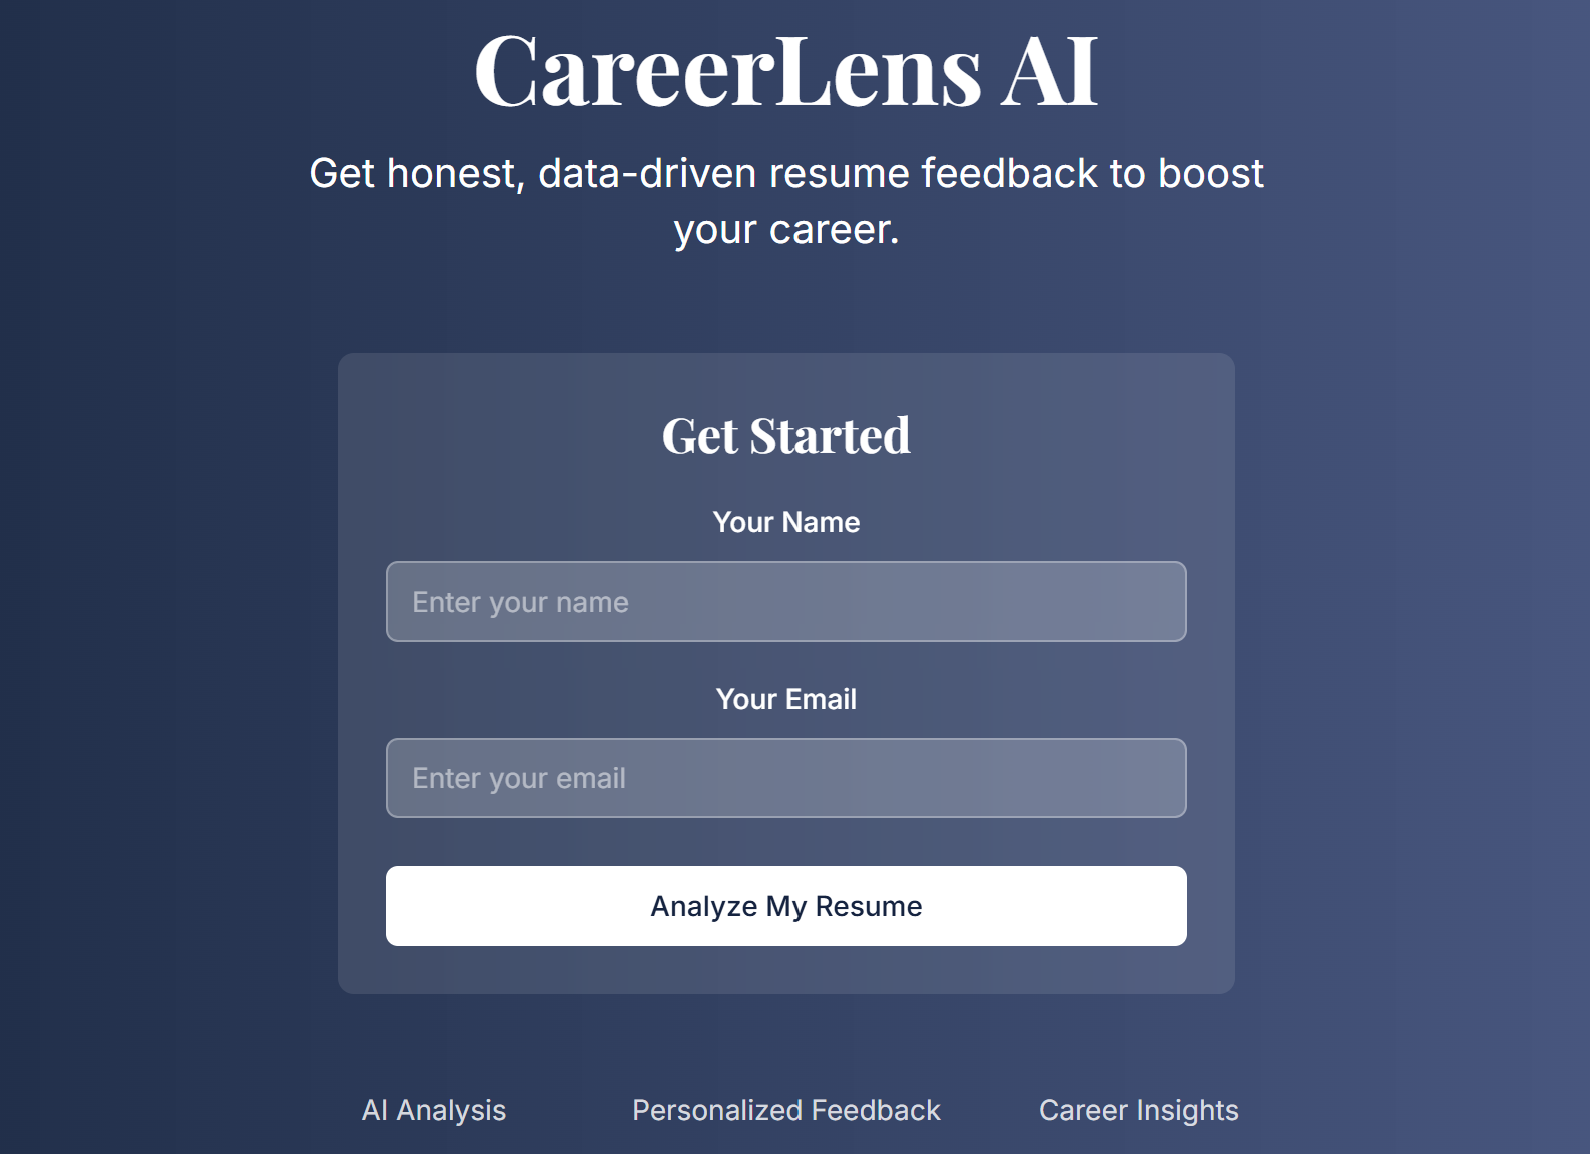 CareerLens AI
Get honest, data-driven resume feedback to boost
your career.
Get Started
Your Name
Enter your name
Your Email
Enter your email
Analyze My Resume
AI Analysis
Personalized Feedback
Career Insights